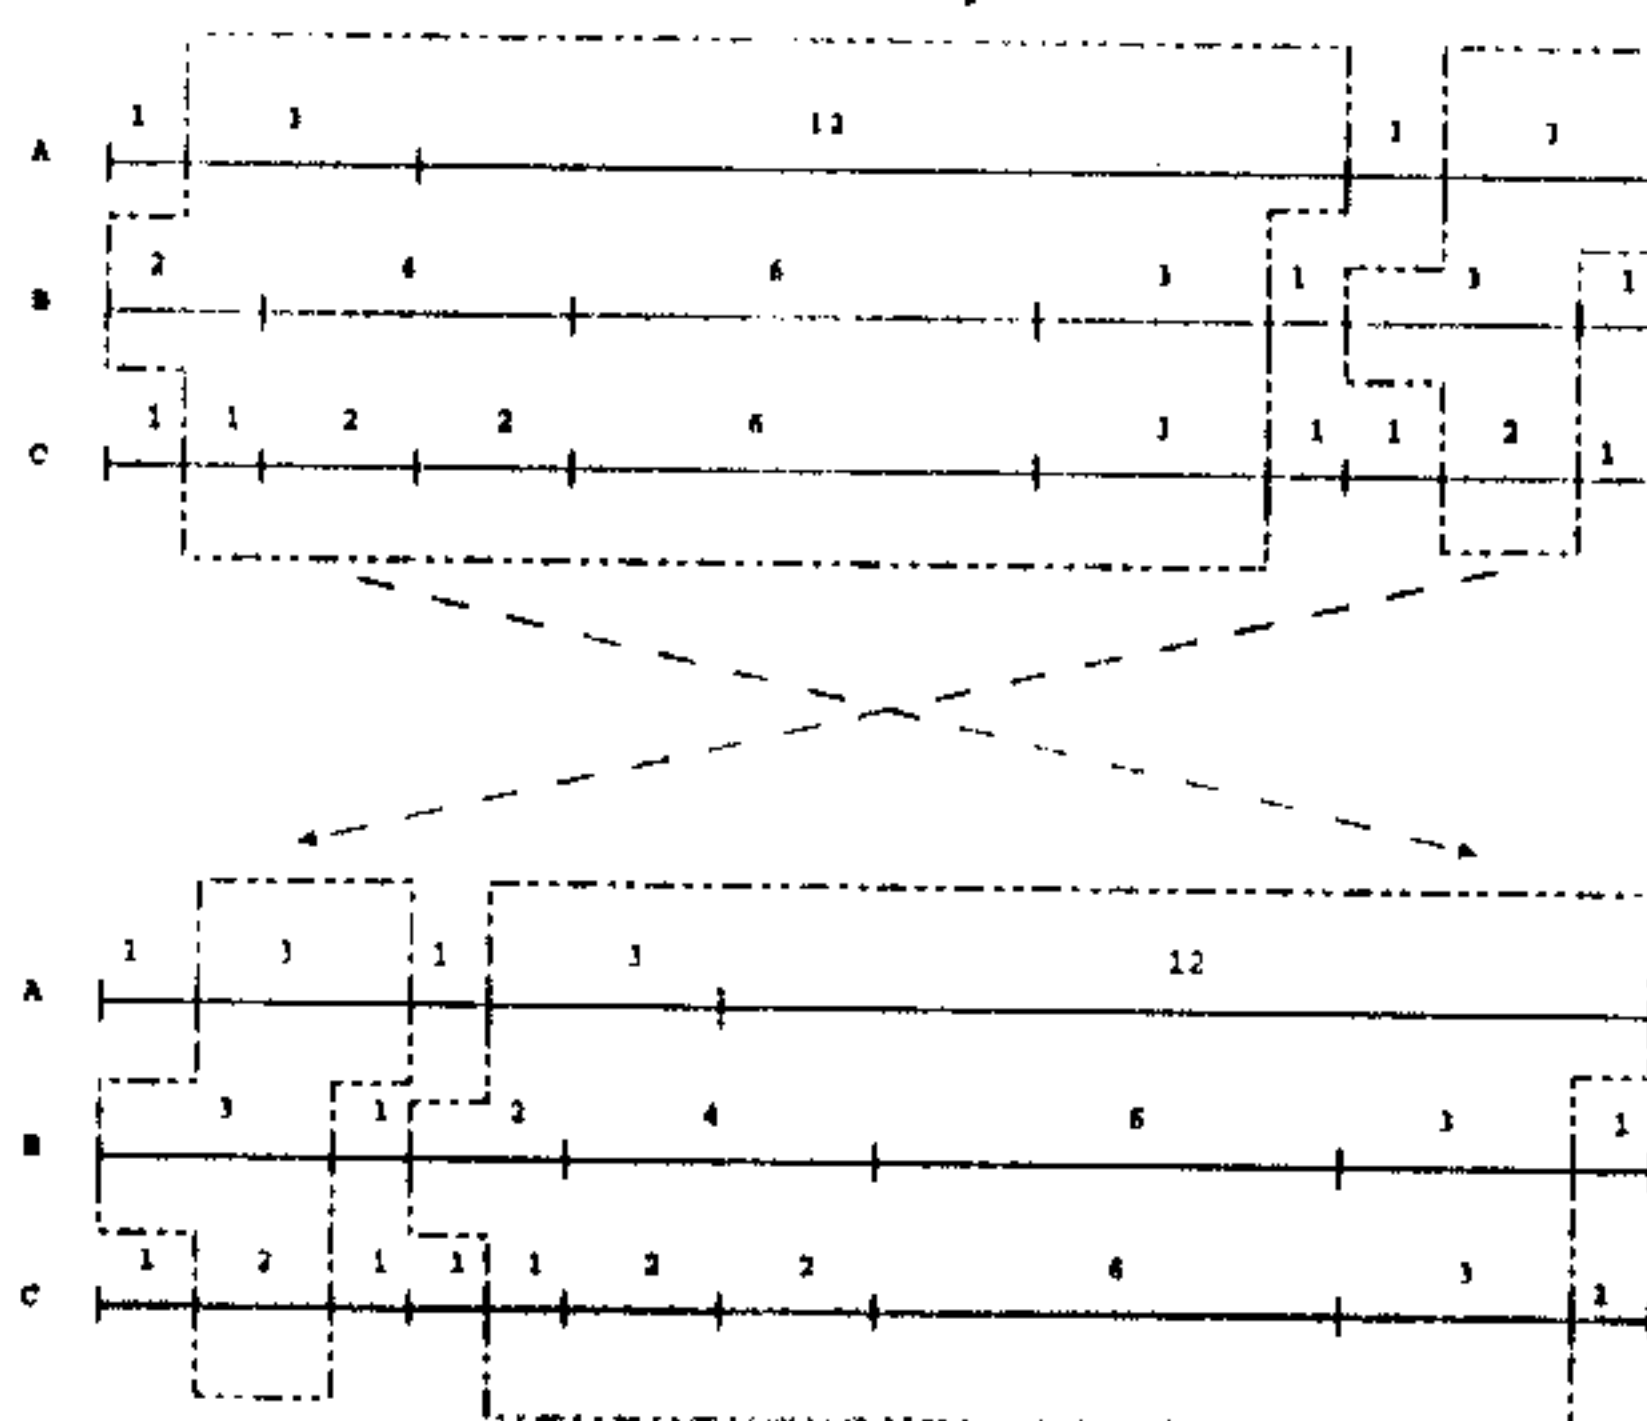 1 3 12 1 3
A
2 4 6 3 1 3 1
B
1 1 2 2 6 3 1 1 2 1
C
1 3 1 3 12
A
3 1 2 4 6 3 1
B
1 2 1 1 1 2 2 6 3 1
C